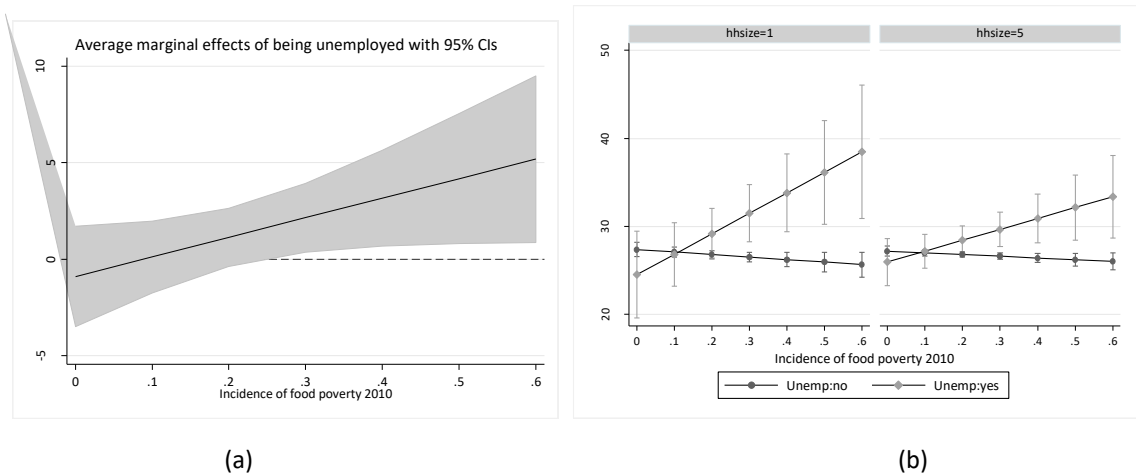 Average marginal effects of being unemployed with 95% CIs
10
5
0
-5
0 .1 .2 .3 .4 .5 .6
Incidence of food poverty 2010
(a)
hhsize=1 hhsize=5
50
40
30
20
0 .1 .2 .3 .4 .5 .6 0 .1 .2 .3 .4 .5 .6
Incidence of food poverty 2010
Unemp:no Unemp:yes
(b)